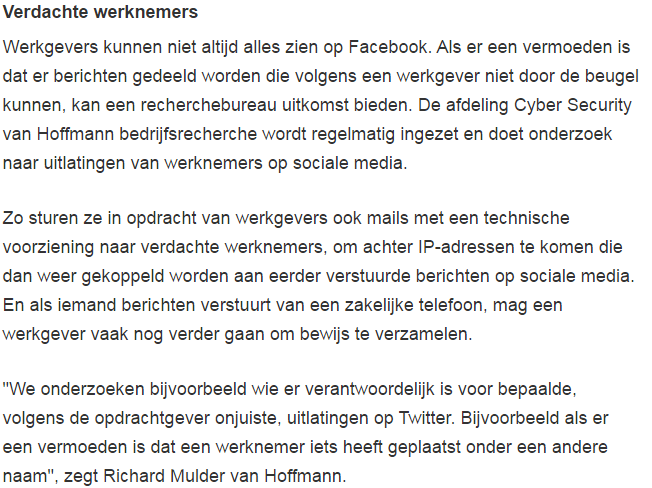 Verdachte werknemers
Werkgevers kunnen niet altijd alles zien op Facebook. Als er een vermoeden is
dat er berichten gedeeld worden die volgens een werkgever niet door de beugel
kunnen, kan een recherchebureau uitkomst bieden. De afdeling Cyber Security
van Hoffmann bedrijfsrecherche wordt regelmatig ingezet en doet onderzoek
naar uitlatingen van werknemers op sociale media.
Zo sturen ze in opdracht van werkgevers ook mails met een technische
voorziening naar verdachte werknemers, om achter IP-adressen te komen die
dan weer gekoppeld worden aan eerder verstuurde berichten op sociale media.
En als iemand berichten verstuurt van een zakelijke telefoon, mag een
werkgever vaak nog verder gaan om bewijs te verzamelen.
"We onderzoeken bijvoorbeeld wie er verantwoordelijk is voor bepaalde,
volgens de opdrachtgever onjuiste, uitlatingen op Twitter. Bijvoorbeeld als er
een vermoeden is dat een werknemer iets heeft geplaatst onder een andere
naam", zegt Richard Mulder van Hoffmann.